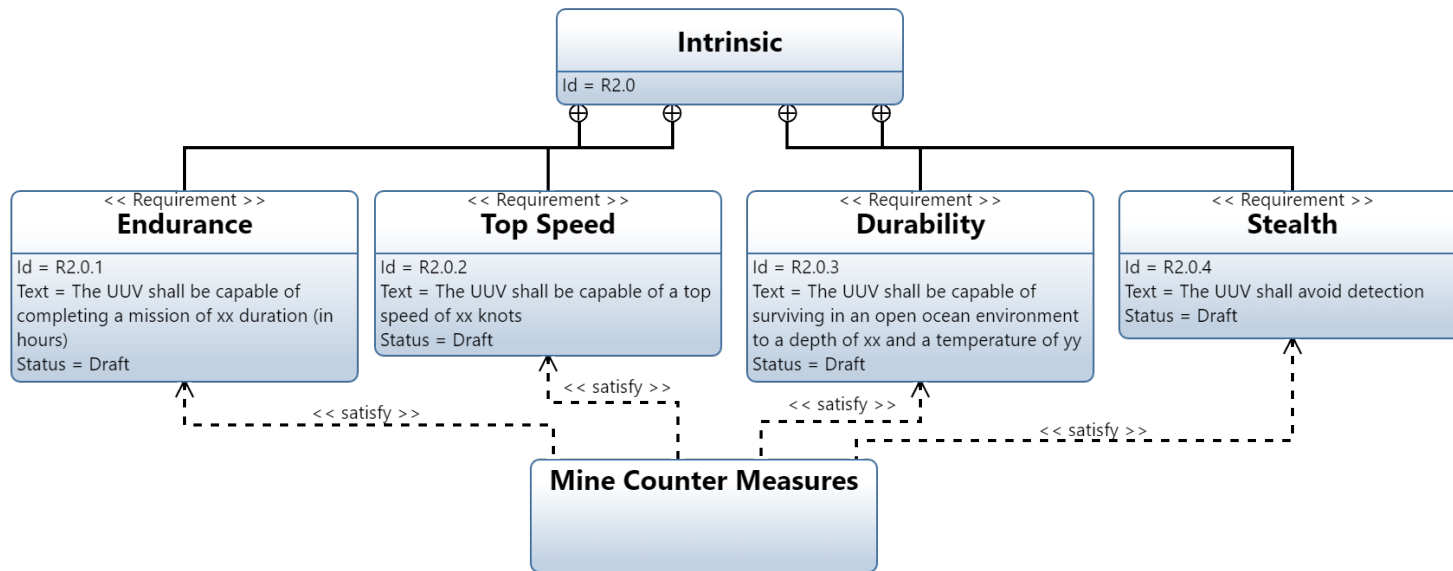 Intrinsic
Id = R2.0
<< Requirement >>
Endurance
Id = R2.0.1
Text = The UUV shall be capable of
completing a mission of xx duration (in
hours)
Status = Draft
<< Requirement >>
Top Speed
Id = R2.0.2
Text = The UUV shall be capable of a top
speed of xx knots
Status = Draft
<< Requirement >>
Durability
Id = R2.0.3
Text = The UUV shall be capable of
surviving in an open ocean environment
to a depth of xx and a temperature of yy
Status = Draft
<< Requirement >>
Stealth
Id = R2.0.4
Text = The UUV shall avoid detection
Status = Draft
<< satisfy >>
<< satisfy >>
<< satisfy >>
<< satisfy >>
Mine Counter Measures